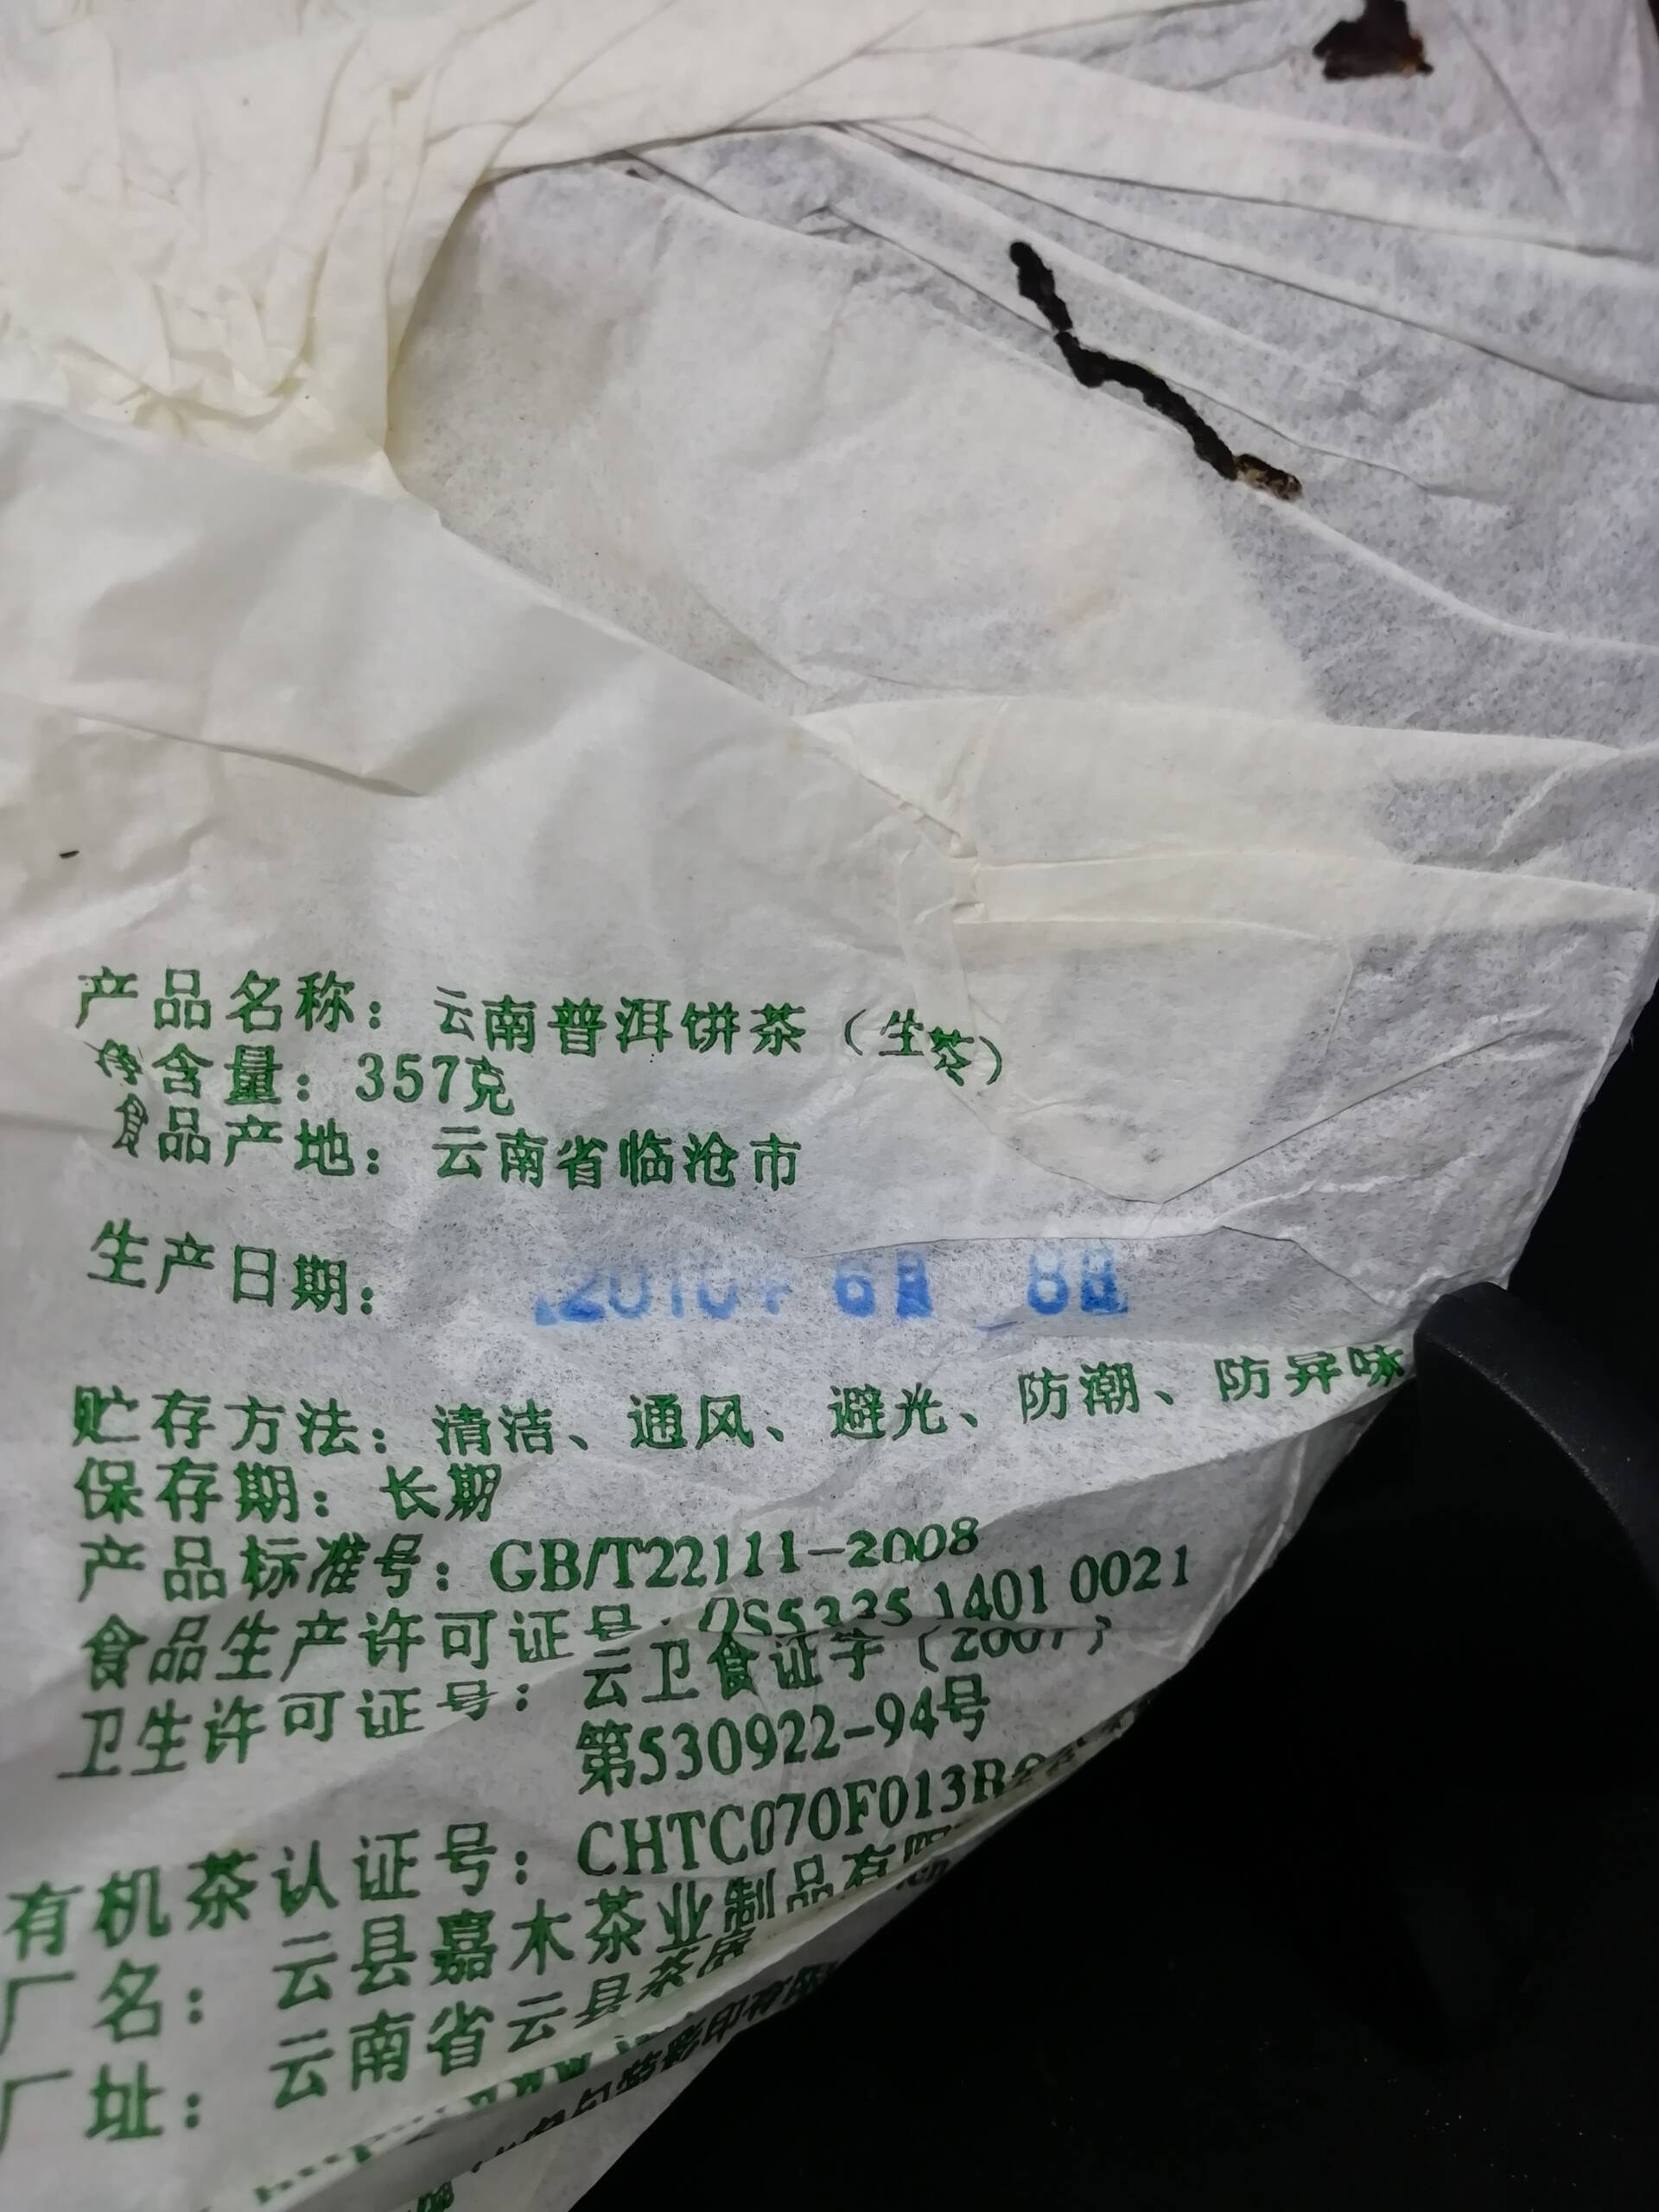 产品名称：云南普洱饼茶（生茶）
净含量：357克
食品产地：云南省临沧市
生产日期：2010年 6月 8日
贮存方法：清洁、通风、避光、防潮、防异味
保存期：长期
产品标准号：GB/T22111-2008
食品生产许可证号：QS5335 1401 0021
卫生许可证号：云卫食证字（2007）
第530922-94号
有机茶认证号：CHTC070F013R
厂名：云县嘉木茶业制品有限
厂址：云南省云县茶房